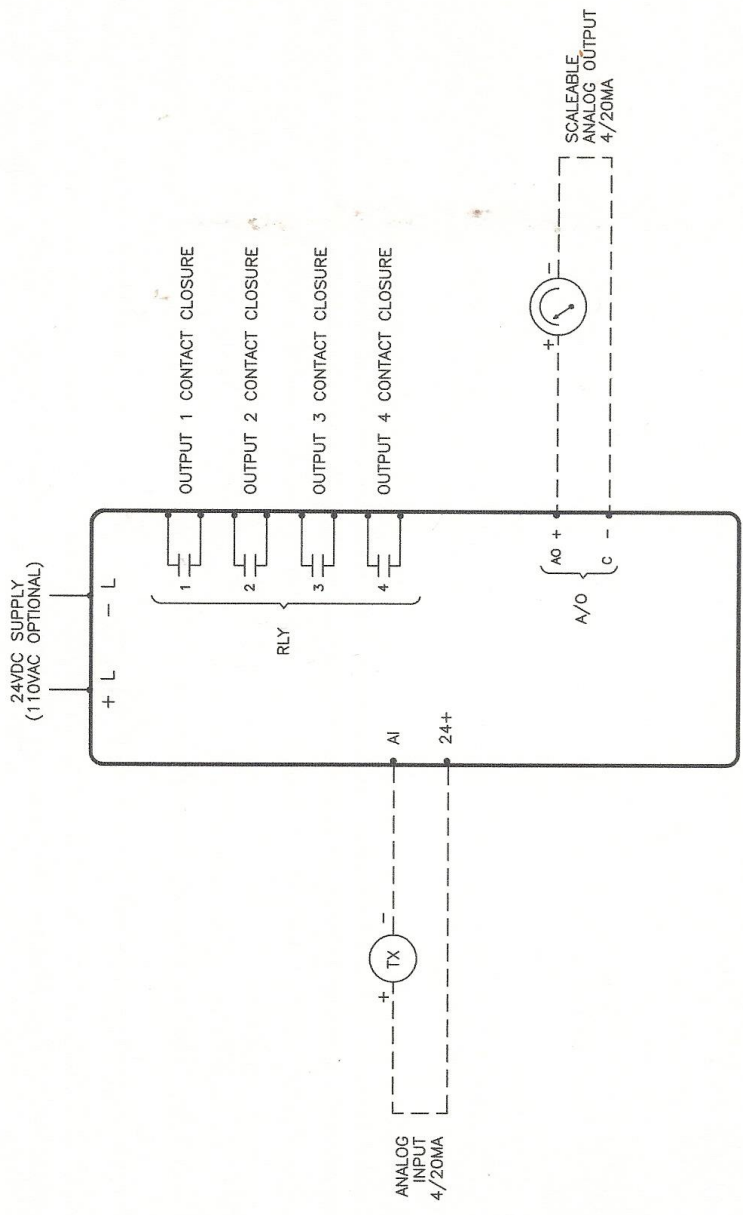 24VDC SUPPLY
(110VAC OPTIONAL)
+ L
- L
1
OUTPUT 1 CONTACT CLOSURE
2
OUTPUT 2 CONTACT CLOSURE
3
OUTPUT 3 CONTACT CLOSURE
4
OUTPUT 4 CONTACT CLOSURE
RLY
ANALOG
INPUT
4/20MA
+
TX
-
AI
24+
A/O
AO +
C -
+
-
SCALEABLE
ANALOG OUTPUT
4/20MA